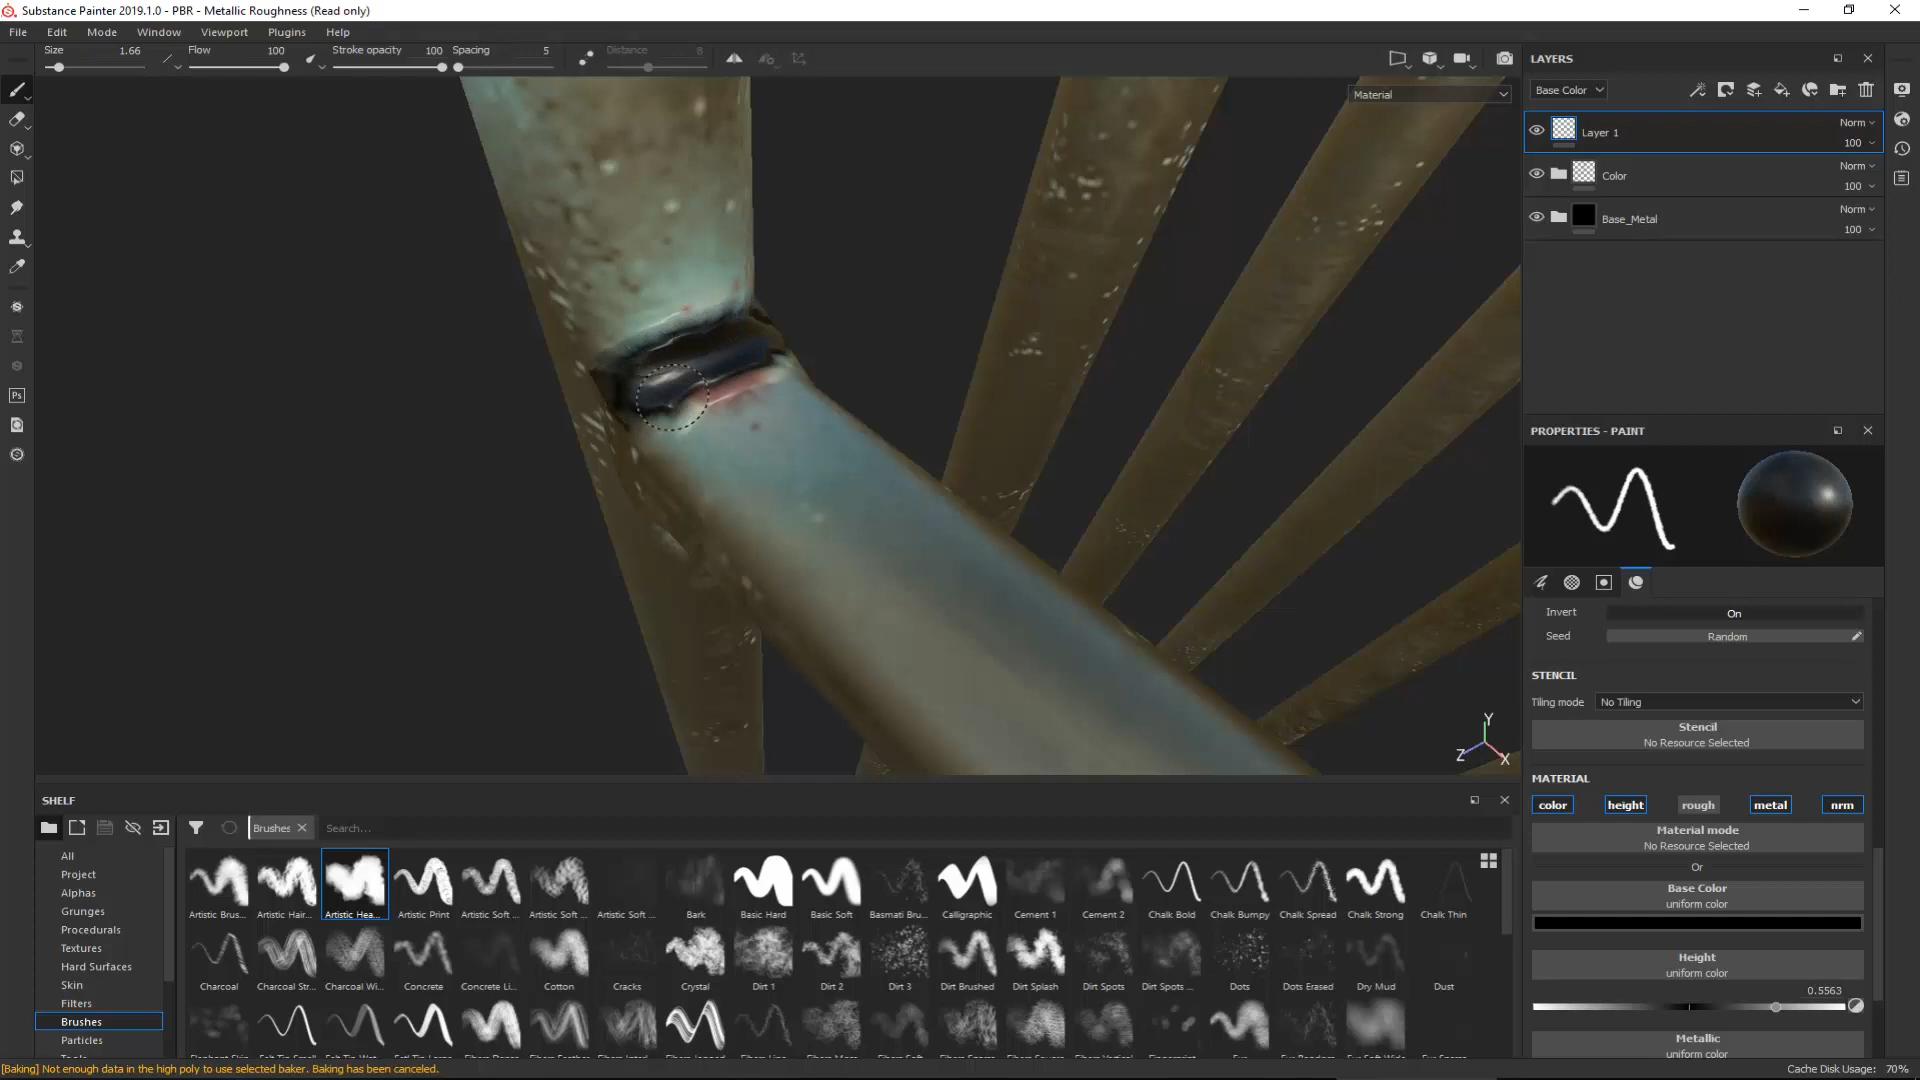 Substance Painter 2019.1.0 - PBR - Metallic Roughness (Read only)
File Edit Mode Window Viewport Plugins Help
Size 1.66 Flow 100 Stroke opacity 100 Spacing 5 Distance 8
Material
LAYERS
Base Color
Layer 1 Norm 100
Color Norm 100
Base_Metal Norm 100
PROPERTIES - PAINT
Invert On
Seed Random
STENCIL
Tiling mode No Tiling
Stencil
No Resource Selected
MATERIAL
color height rough metal nrm
Material mode
No Resource Selected
Or
Base Color
uniform color
Height
uniform color
0.5563
Metallic
uniform color
Y
Z
X
Ps
SHELF
Brushes Search...
All
Project
Alphas
Grunges
Procedurals
Textures
Hard Surfaces
Skin
Filters
Brushes
Particles
Artistic Brus... Artistic Hair... Artistic Hea... Artistic Print Artistic Soft ... Artistic Soft ... Artistic Soft ... Bark Basic Hard Basic Soft Basmati Bru... Calligraphic Cement 1 Cement 2 Chalk Bold Chalk Bumpy Chalk Spread Chalk Strong Chalk Thin
Charcoal Charcoal Str... Charcoal Wi... Concrete Concrete Li... Cotton Cracks Crystal Dirt 1 Dirt 2 Dirt 3 Dirt Brushed Dirt Splash Dirt Spots Dirt Spots ... Dots Dots Erased Dry Mud Dust
[Baking] Not enough data in the high poly to use selected baker. Baking has been canceled.
Cache Disk Usage: 70%